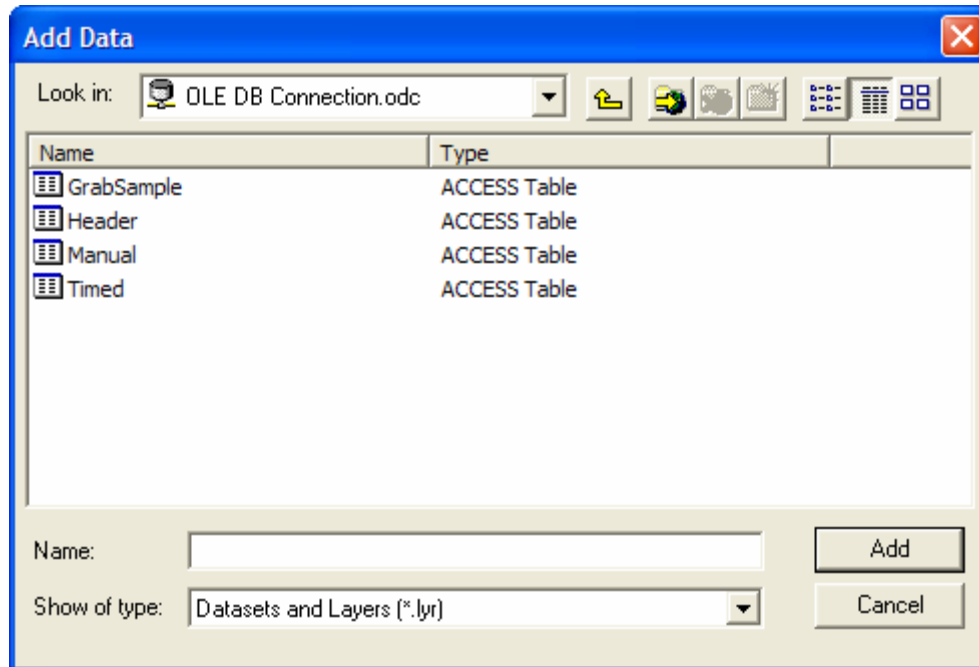 Add Data
Look in: OLE DB Connection.odc
Name Type
GrabSample ACCESS Table
Header ACCESS Table
Manual ACCESS Table
Timed ACCESS Table
Name: Add
Show of type: Datasets and Layers (*.lyr) Cancel